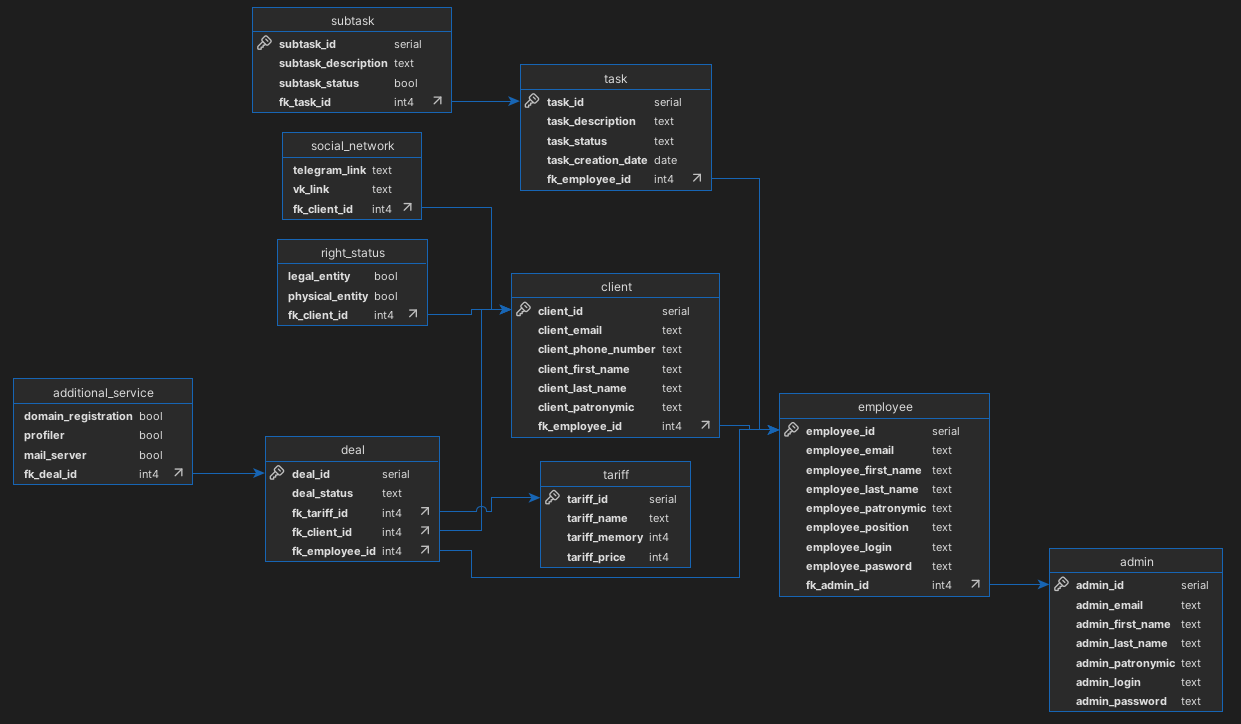 subtask
subtask_id serial
subtask_description text
subtask_status bool
fk_task_id int4
task
task_id serial
task_description text
task_status text
task_creation_date date
fk_employee_id int4
social_network
telegram_link text
vk_link text
fk_client_id int4
right_status
legal_entity bool
physical_entity bool
fk_client_id int4
client
client_id serial
client_email text
client_phone_number text
client_first_name text
client_last_name text
client_patronymic text
fk_employee_id int4
additional_service
domain_registration bool
profiler bool
mail_server bool
fk_deal_id int4
deal
deal_id serial
deal_status text
fk_tariff_id int4
fk_client_id int4
fk_employee_id int4
tariff
tariff_id serial
tariff_name text
tariff_memory int4
tariff_price int4
employee
employee_id serial
employee_email text
employee_first_name text
employee_last_name text
employee_patronymic text
employee_position text
employee_login text
employee_pasword text
fk_admin_id int4
admin
admin_id serial
admin_email text
admin_first_name text
admin_last_name text
admin_patronymic text
admin_login text
admin_password text